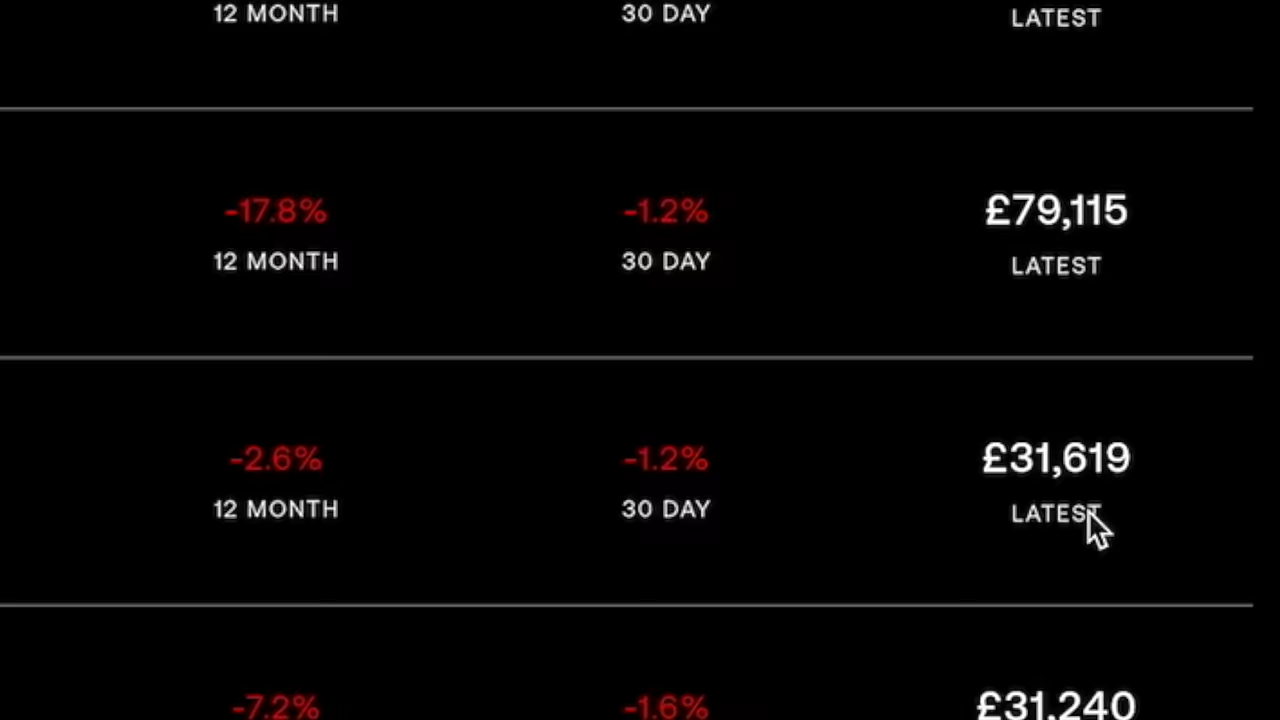 12 MONTH 30 DAY LATEST
-17.8% -1.2% £79,115
12 MONTH 30 DAY LATEST
-2.6% -1.2% £31,619
12 MONTH 30 DAY LATEST
-7.2% -1.6% £31,240